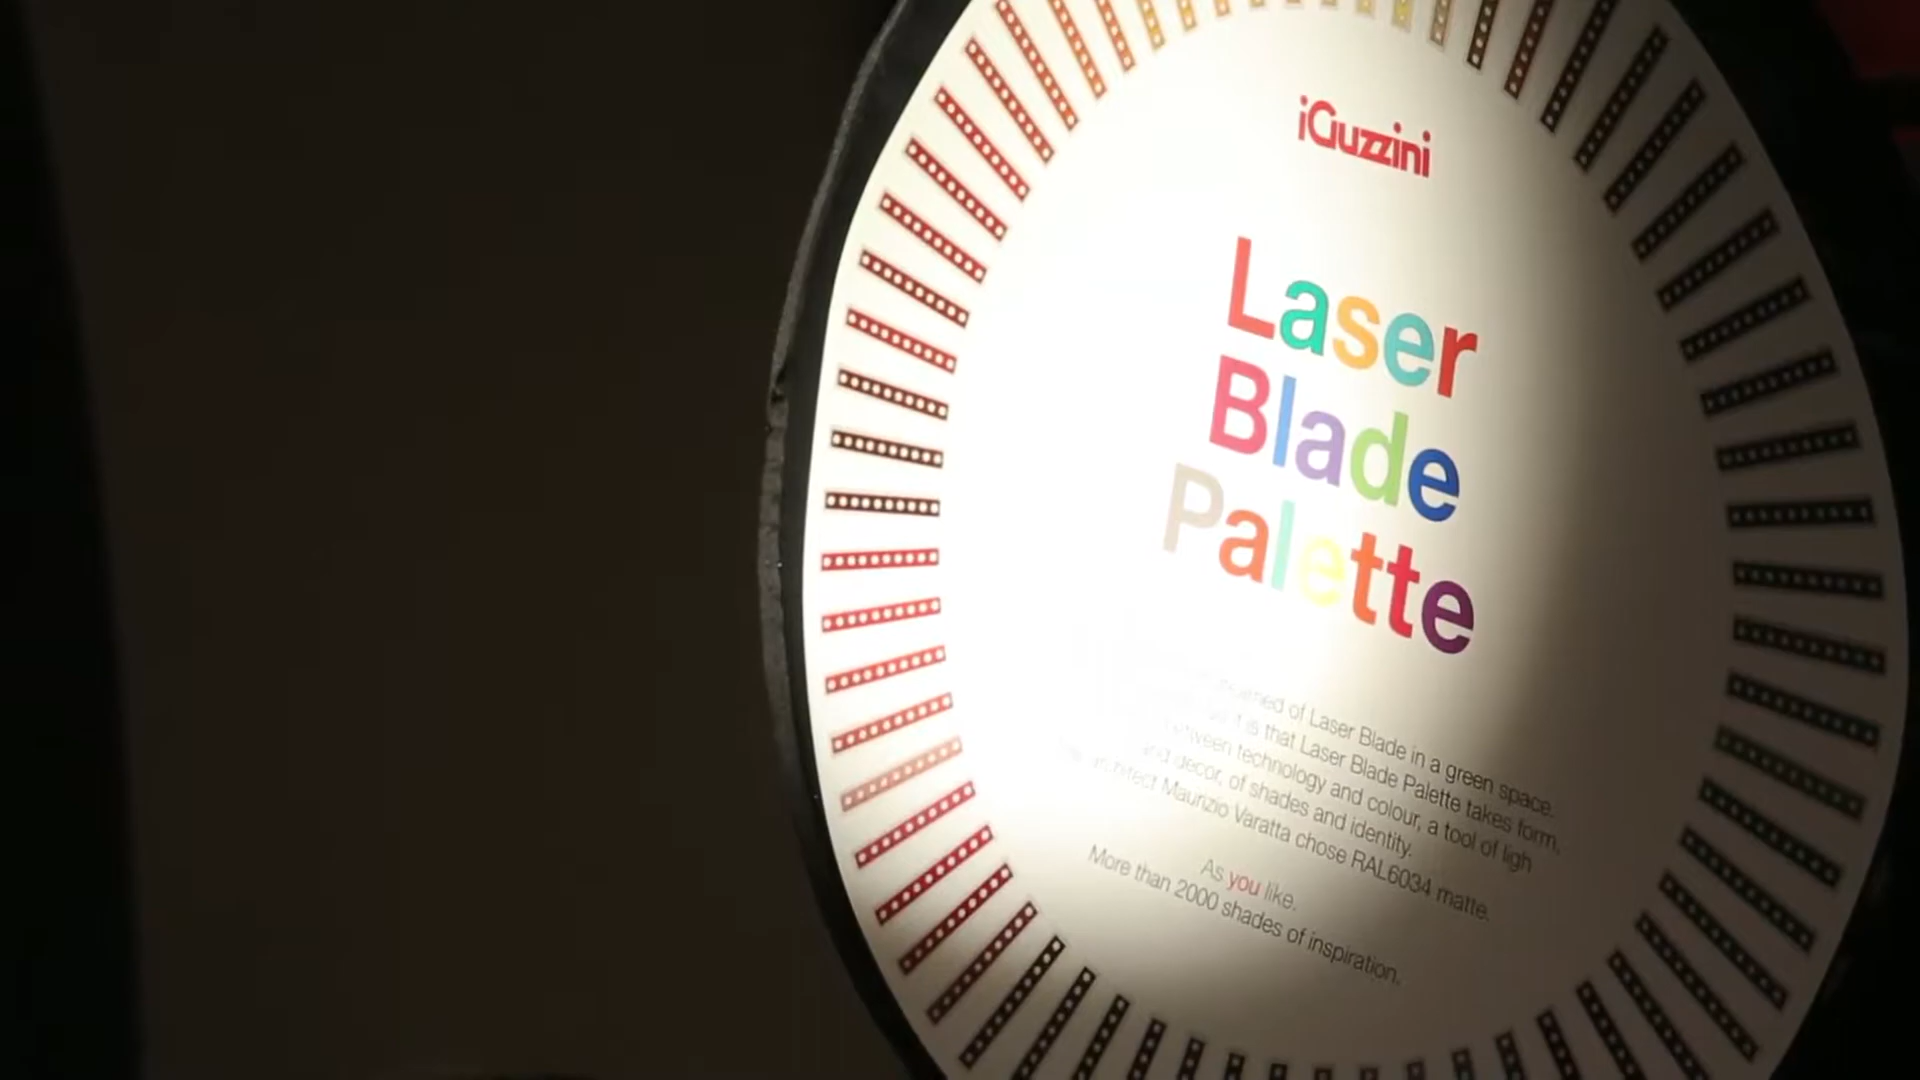 iGuzzini
Laser
Blade
Palette
of Laser Blade in a green space.
is that Laser Blade Palette takes form,
between technology and colour, a tool of ligh
and decor, of shades and identity.
architect Maurizio Varatta chose RAL6034 matte.
As you like.
More than 2000 shades of inspiration.